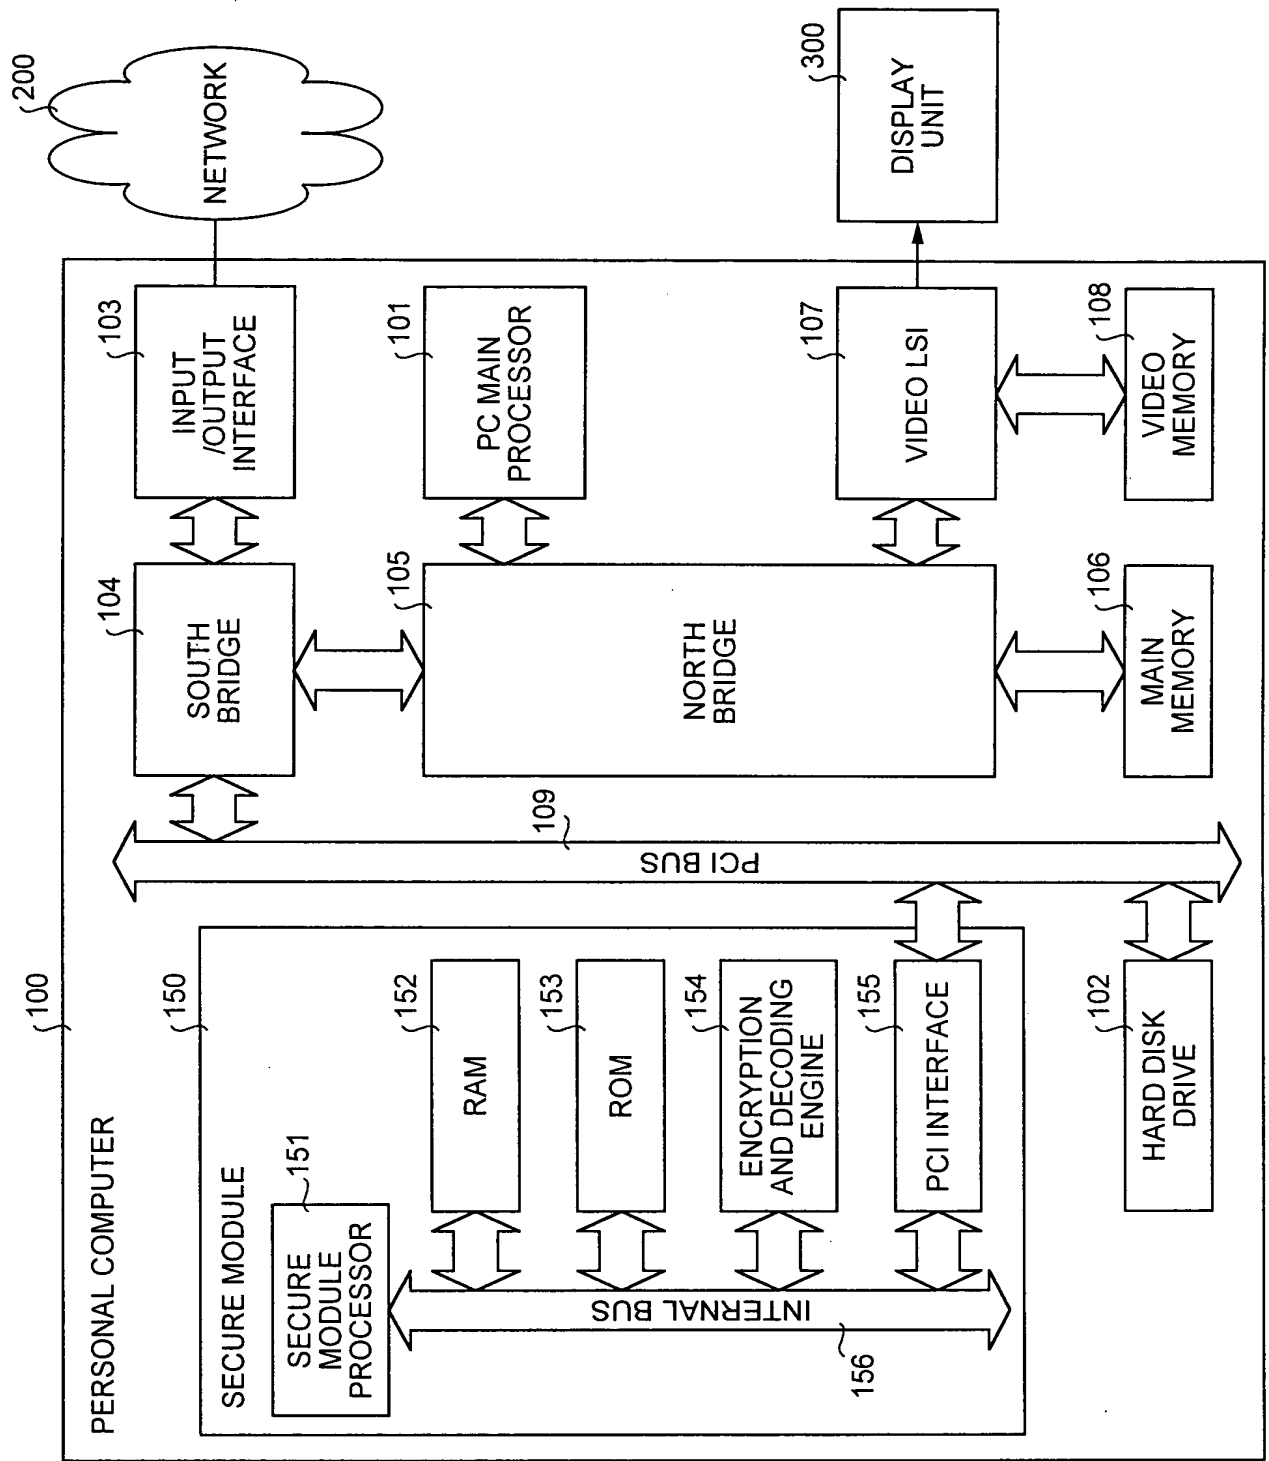 100
PERSONAL COMPUTER
150
SECURE MODULE
151
SECURE
MODULE
PROCESSOR
152
RAM
153
ROM
154
ENCRYPTION
AND DECODING
ENGINE
155
PCI INTERFACE
INTERNAL BUS
156
102
HARD DISK
DRIVE
109
PCI BUS
104
SOUTH
BRIDGE
105
NORTH
BRIDGE
106
MAIN
MEMORY
103
INPUT
/OUTPUT
INTERFACE
101
PC MAIN
PROCESSOR
107
VIDEO LSI
108
VIDEO
MEMORY
200
NETWORK
300
DISPLAY
UNIT